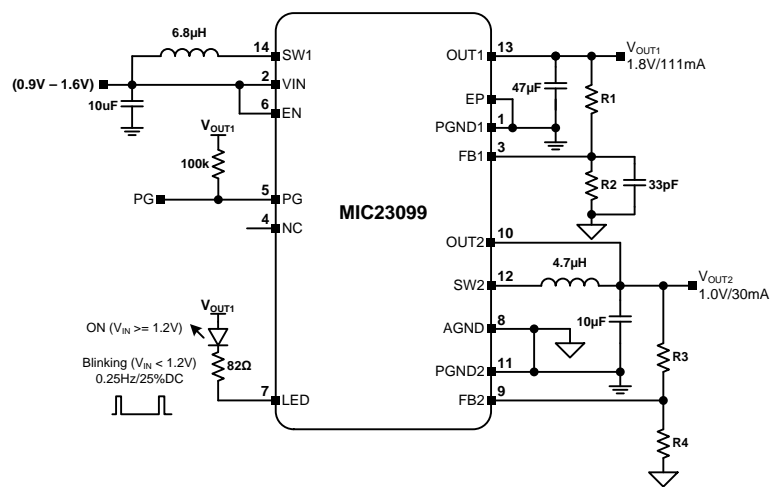 6.8µH
14 SW1
(0.9V – 1.6V)
2 VIN
10uF
6 EN
VOUT1
100k
PG
5 PG
4 NC
VOUT1
ON (VIN >= 1.2V)
Blinking (VIN < 1.2V)
0.25Hz/25%DC
82Ω
7 LED
MIC23099
OUT1 13
VOUT1
1.8V/111mA
47µF
R1
EP
PGND1 1
FB1 3
R2
33pF
OUT2 10
4.7µH
SW2 12
VOUT2
1.0V/30mA
AGND 8
10µF
PGND2 11
R3
FB2 9
R4